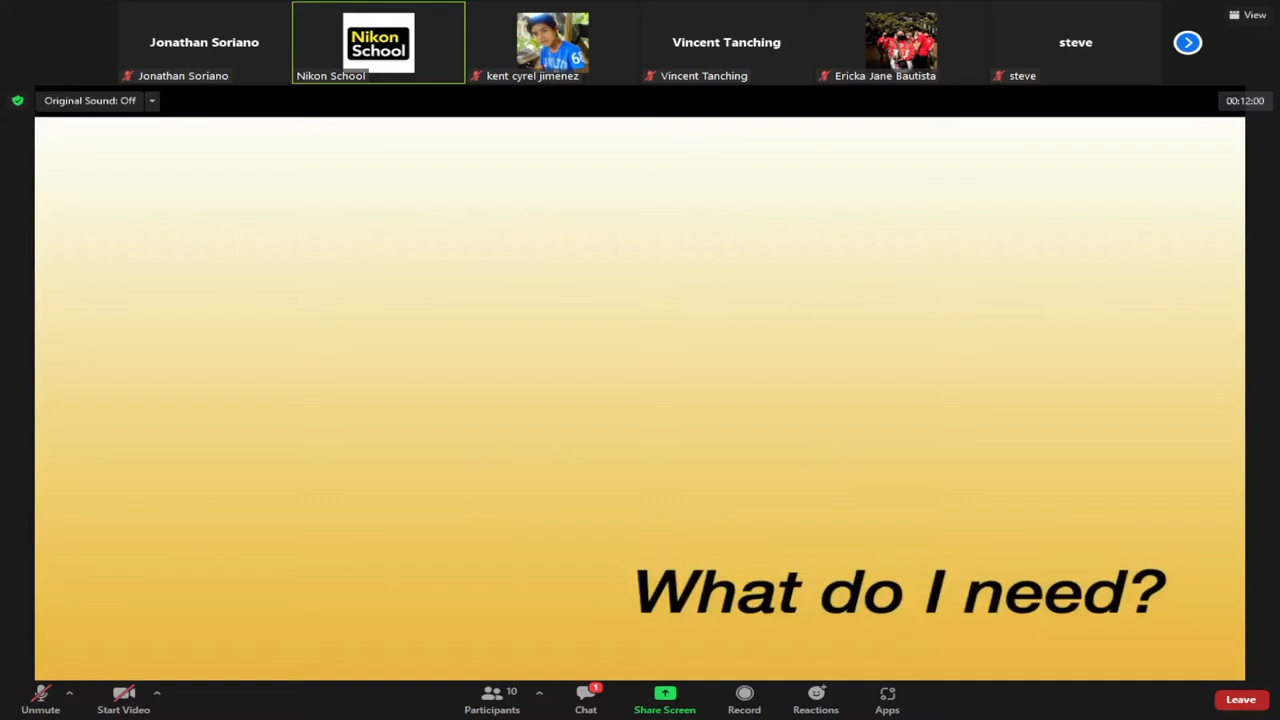 Jonathan Soriano
Nikon
School
Vincent Tanching
steve
View
Jonathan Soriano
Nikon School
kent cyrel jimenez
Vincent Tanching
Ericka Jane Bautista
steve
Original Sound: Off
00:12:00
What do I need?
10
1
Unmute
Start Video
Participants
Chat
Share Screen
Record
Reactions
Apps
Leave